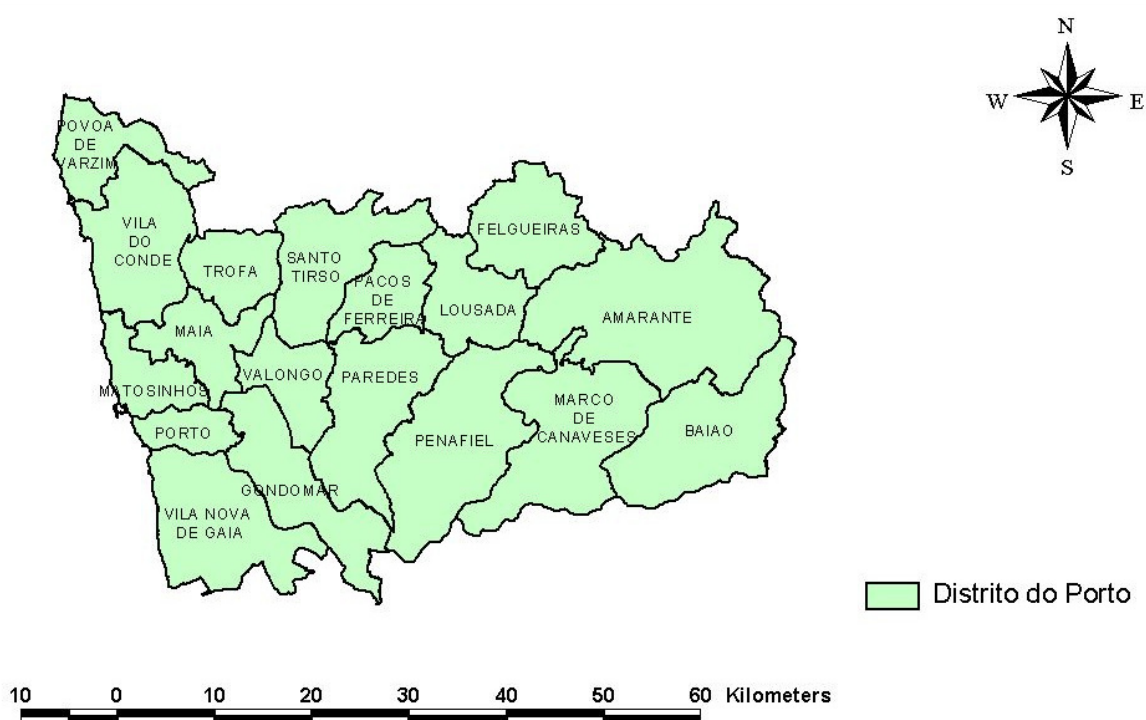 N
W
E
S
POVOA
DE
VARZIM
VILA
DO
CONDE
TROFA
SANTO
TIRSO
PACOS
DE
FERREIRA
FELGUEIRAS
LOUSADA
AMARANTE
MAIA
MATOSINHOS
VALONGO
PAREDES
PORTO
PENAFIEL
MARCO
DE
CANAVESES
BAIAO
GONDOMAR
VILA NOVA
DE GAIA
Distrito do Porto
10 0 10 20 30 40 50 60 Kilometers